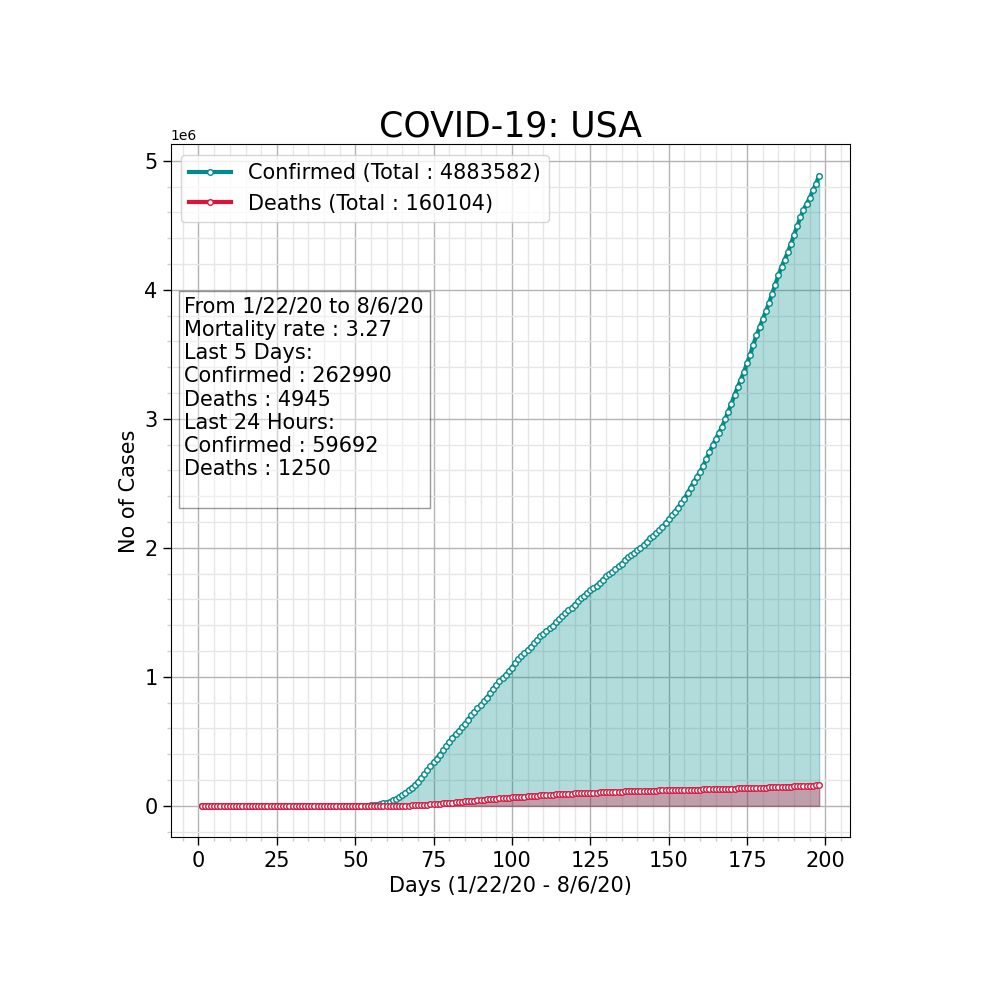 COVID-19: USA
1e6
5
4
3
2
1
0
No of Cases
Confirmed (Total : 4883582)
Deaths (Total : 160104)
From 1/22/20 to 8/6/20
Mortality rate : 3.27
Last 5 Days:
Confirmed : 262990
Deaths : 4945
Last 24 Hours:
Confirmed : 59692
Deaths : 1250
0 25 50 75 100 125 150 175 200
Days (1/22/20 - 8/6/20)